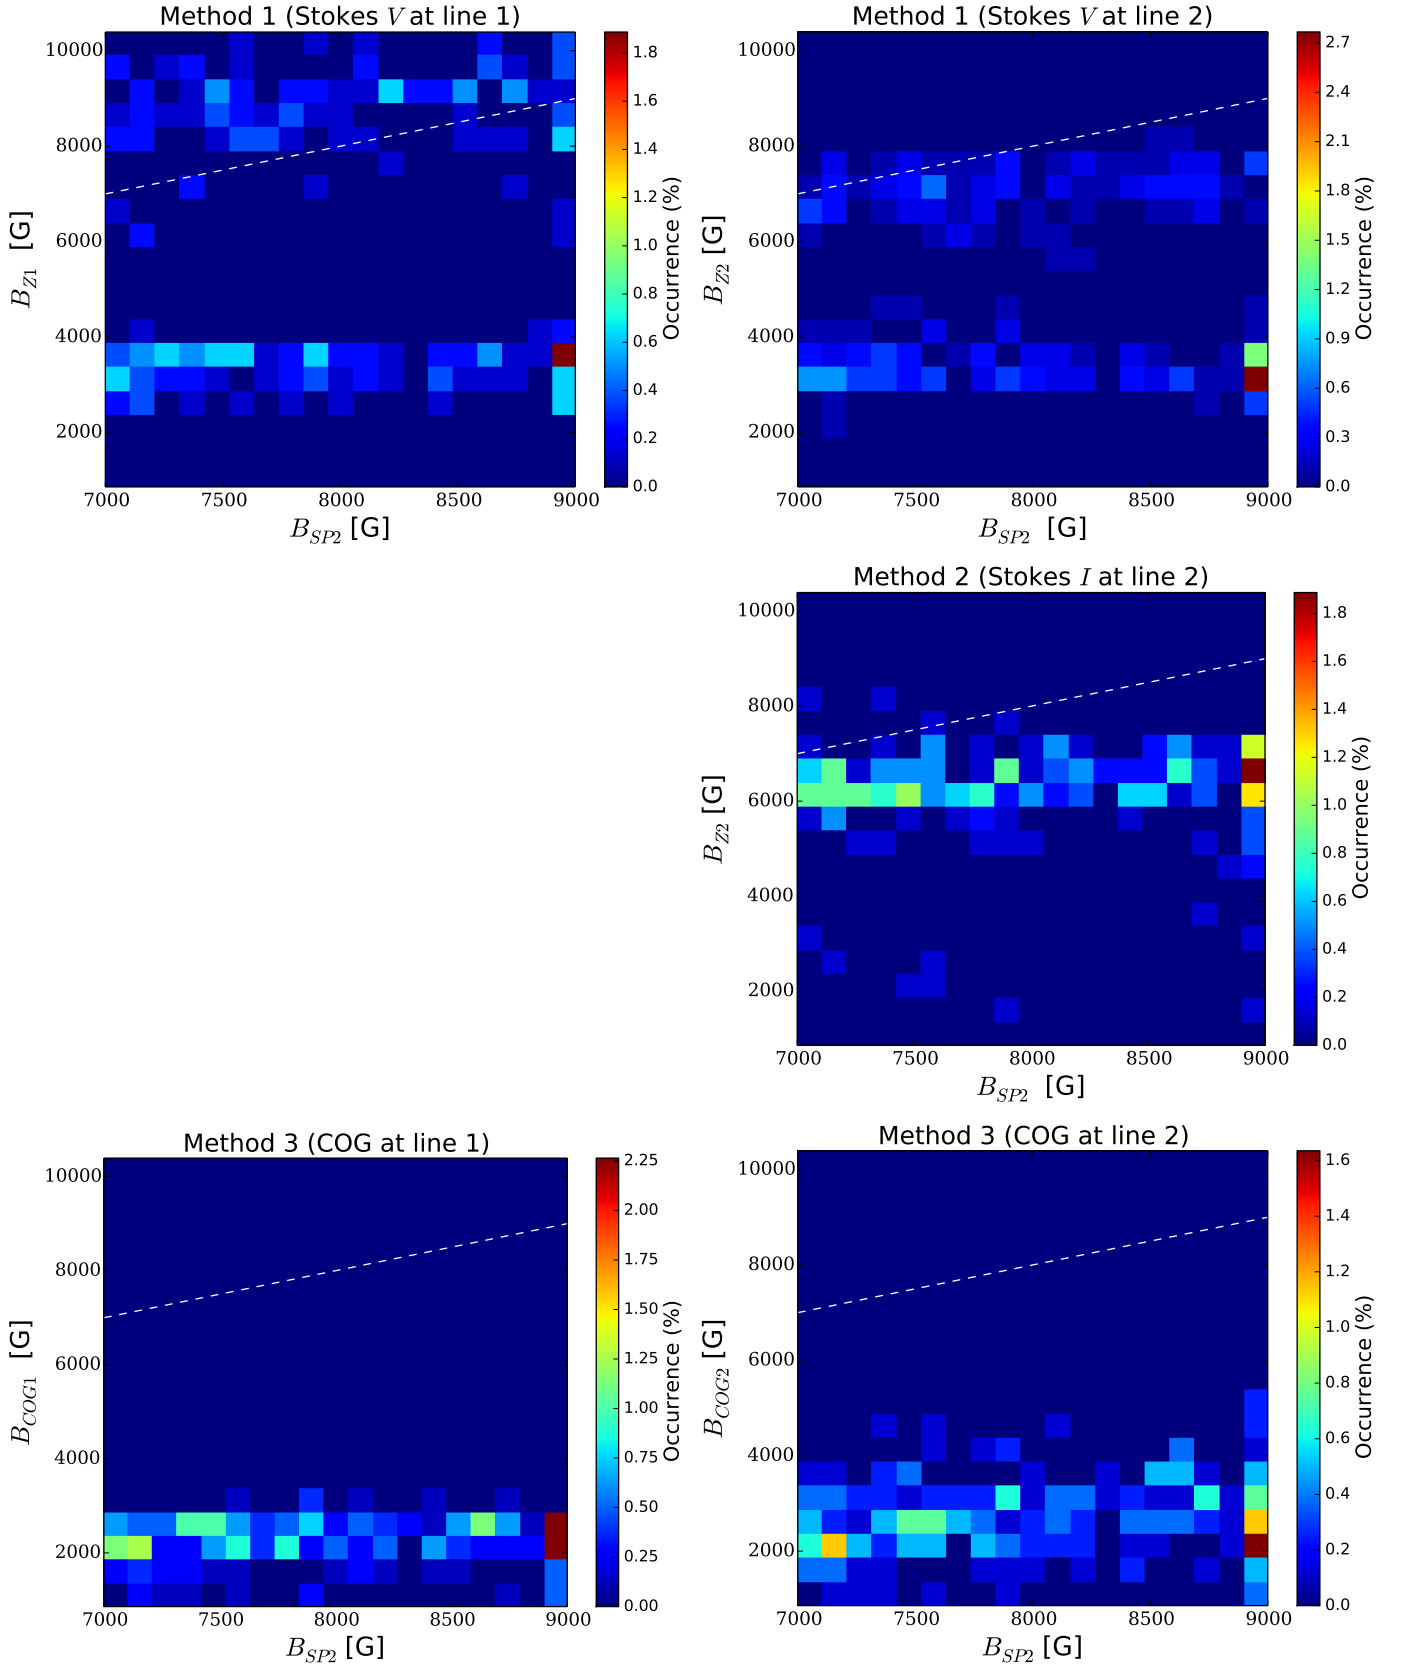 Method 1 (Stokes V at line 1)
10000
8000
6000
4000
2000
B_Z1 [G]
7000 7500 8000 8500 9000
B_SP2 [G]
1.8
1.6
1.4
1.2
1.0
0.8
0.6
0.4
0.2
0.0
Occurrence (%)
Method 1 (Stokes V at line 2)
10000
8000
6000
4000
2000
B_Z2 [G]
7000 7500 8000 8500 9000
B_SP2 [G]
2.7
2.4
2.1
1.8
1.5
1.2
0.9
0.6
0.3
0.0
Occurrence (%)
Method 2 (Stokes I at line 2)
10000
8000
6000
4000
2000
B_Z2 [G]
7000 7500 8000 8500 9000
B_SP2 [G]
1.8
1.6
1.4
1.2
1.0
0.8
0.6
0.4
0.2
0.0
Occurrence (%)
Method 3 (COG at line 1)
10000
8000
6000
4000
2000
B_COG1 [G]
7000 7500 8000 8500 9000
B_SP2 [G]
2.25
2.00
1.75
1.50
1.25
1.00
0.75
0.50
0.25
0.00
Occurrence (%)
Method 3 (COG at line 2)
10000
8000
6000
4000
2000
B_COG2 [G]
7000 7500 8000 8500 9000
B_SP2 [G]
1.6
1.4
1.2
1.0
0.8
0.6
0.4
0.2
0.0
Occurrence (%)